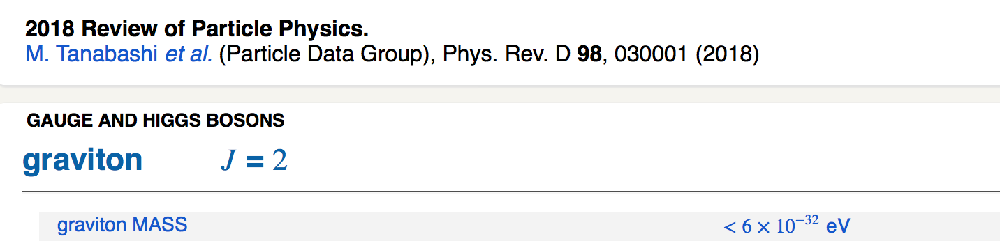 2018 Review of Particle Physics.
M. Tanabashi et al. (Particle Data Group), Phys. Rev. D 98, 030001 (2018)
GAUGE AND HIGGS BOSONS
graviton J = 2
graviton MASS < 6 × 10⁻³² eV